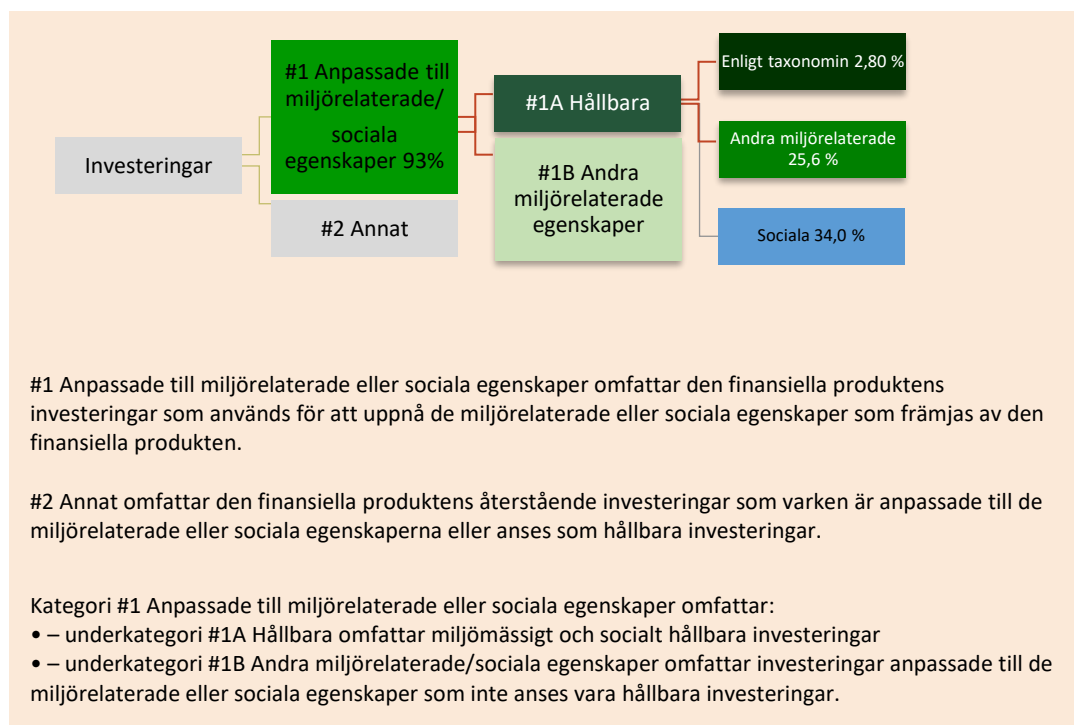 Investeringar
#1 Anpassade till
miljörelaterade/
sociala
egenskaper 93%
#2 Annat
#1A Hållbara
#1B Andra
miljörelaterade
egenskaper
Enligt taxonomin 2,80 %
Andra miljörelaterade
25,6 %
Sociala 34,0 %
#1 Anpassade till miljörelaterade eller sociala egenskaper omfattar den finansiella produktens
investeringar som används för att uppnå de miljörelaterade eller sociala egenskaper som främjas av den
finansiella produkten.
#2 Annat omfattar den finansiella produktens återstående investeringar som varken är anpassade till de
miljörelaterade eller sociala egenskaperna eller anses som hållbara investeringar.
Kategori #1 Anpassade till miljörelaterade eller sociala egenskaper omfattar:
• – underkategori #1A Hållbara omfattar miljömässigt och socialt hållbara investeringar
• – underkategori #1B Andra miljörelaterade/sociala egenskaper omfattar investeringar anpassade till de
miljörelaterade eller sociala egenskaper som inte anses vara hållbara investeringar.